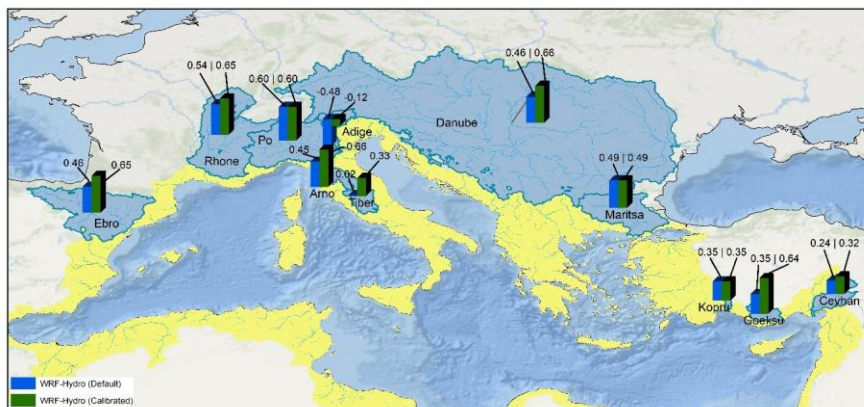 0.46 | 0.66
0.54 | 0.65
0.60 | 0.60
-0.48
-0.12
Danube
Po
Adige
0.66
Rhone
0.45
0.33
0.49 | 0.49
0.46
0.65
0.02
Arno
Tiber
Maritsa
Ebro
0.24 | 0.32
0.35 | 0.35
0.35 | 0.64
Kopru
Goeksu
Ceyhan
WRF-Hydro (Default)
WRF-Hydro (Calibrated)